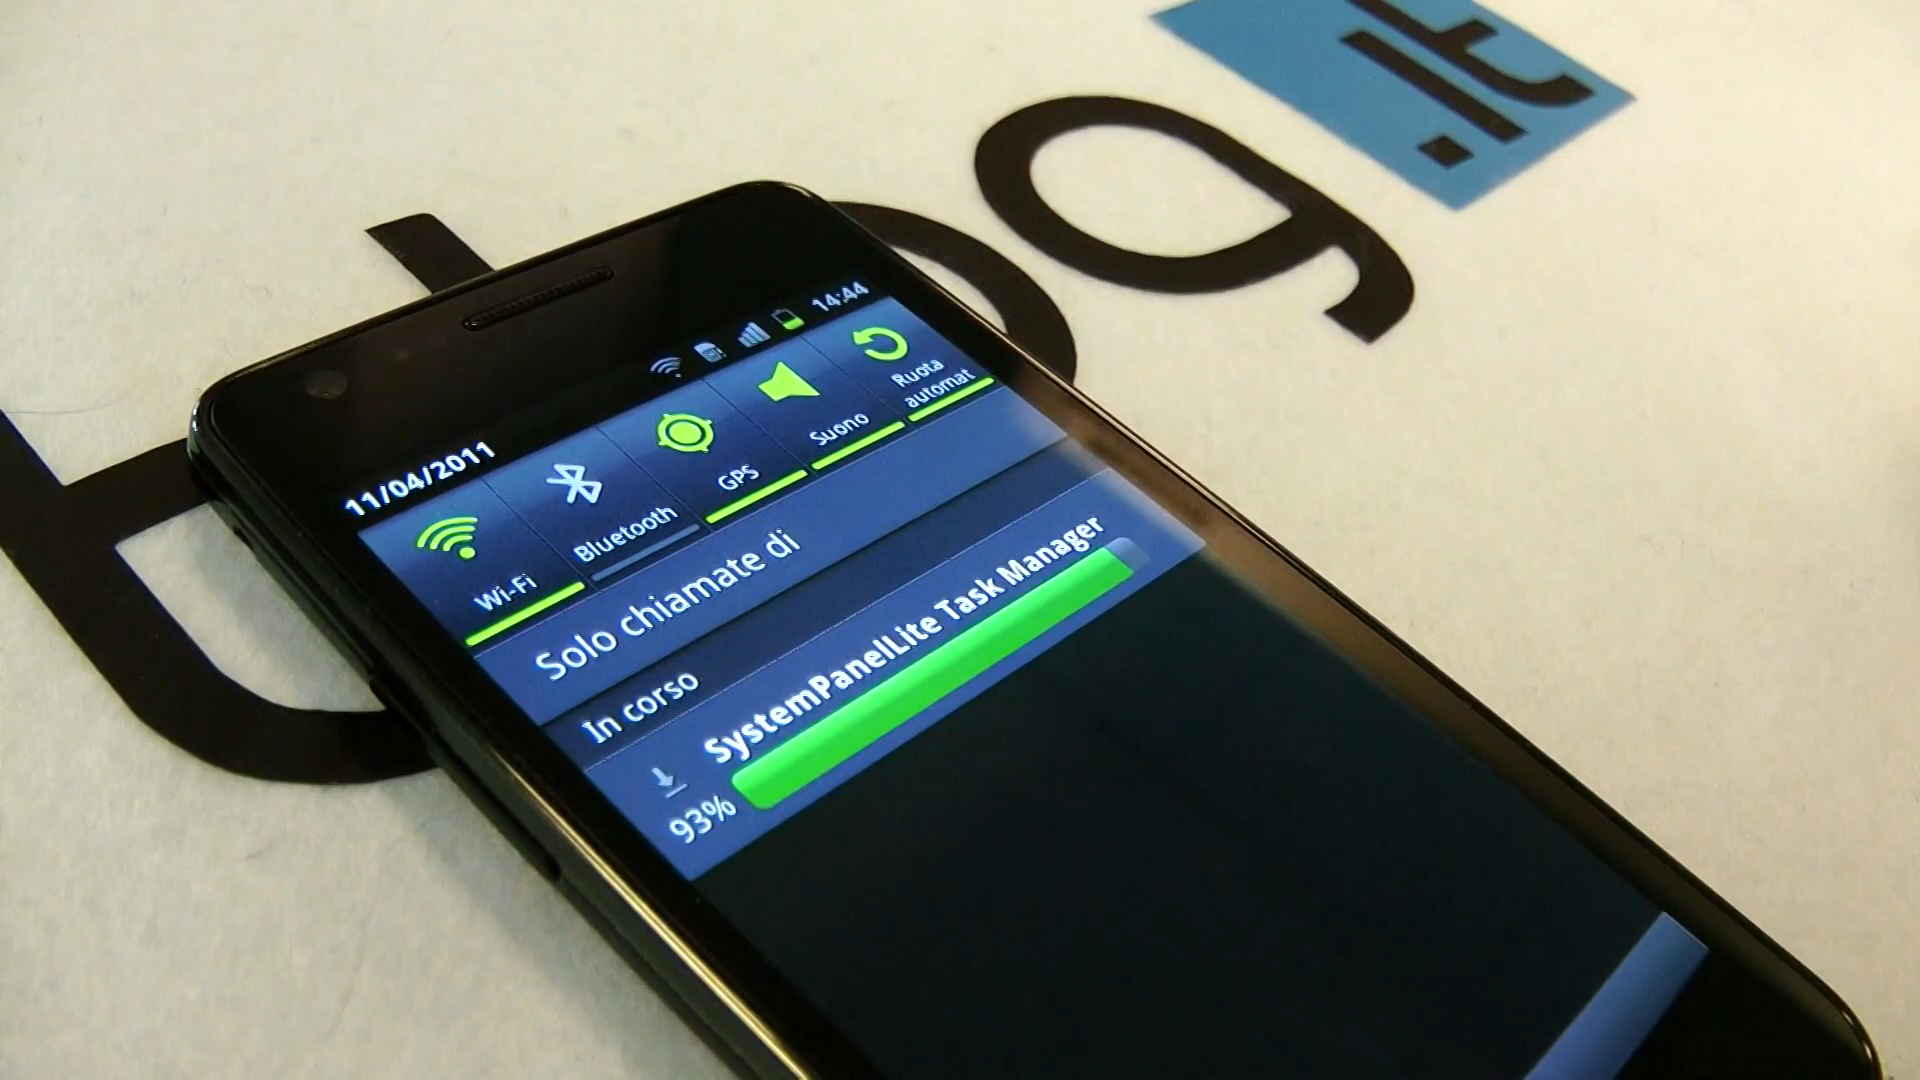 g.it
14:44
11/04/2011
Wi-Fi
Bluetooth
GPS
Suono
Ruota
automat
Solo chiamate di
In corso
SystemPanelLite Task Manager
93%